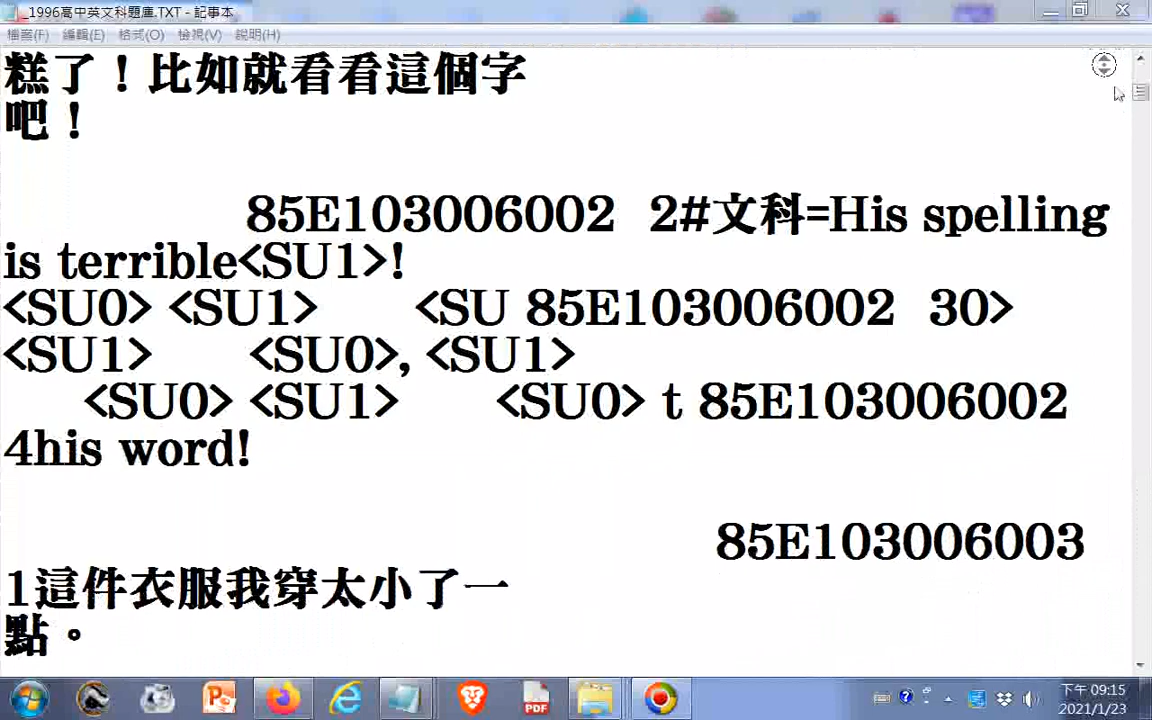 _1996高中英文科題庫.TXT - 記事本
檔案(F) 編輯(E) 格式(O) 檢視(V) 說明(H)
糕了！比如就看看這個字
吧！
85E103006002 2#文科=His spelling
is terrible<SU1>!
<SU0> <SU1> <SU 85E103006002 30>
<SU1> <SU0>, <SU1>
<SU0> <SU1> <SU0> t 85E103006002
4his word!
85E103006003
1這件衣服我穿太小了一
點。
PDF
下午 09:15
2021/1/23